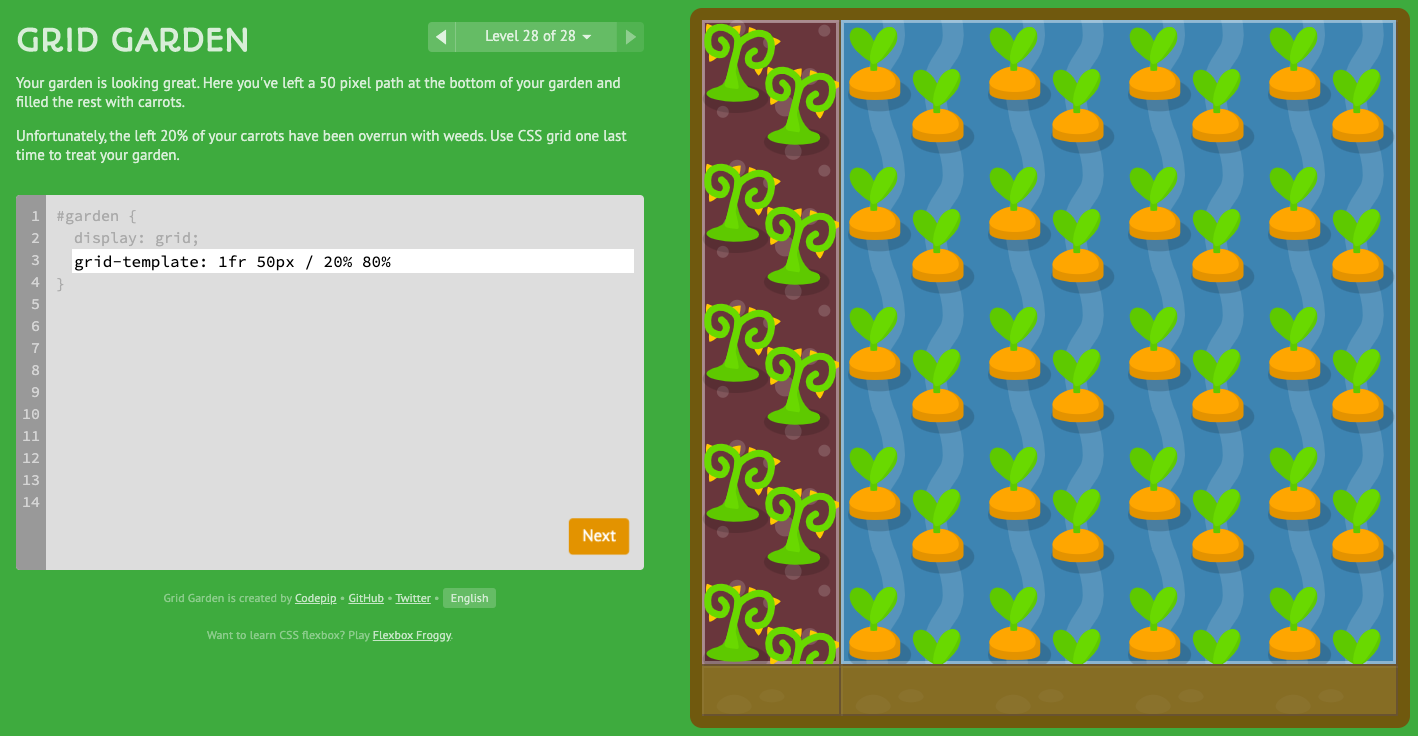 GRID GARDEN
Level 28 of 28
Your garden is looking great. Here you've left a 50 pixel path at the bottom of your garden and
filled the rest with carrots.
Unfortunately, the left 20% of your carrots have been overrun with weeds. Use CSS grid one last
time to treat your garden.
1 #garden {
2 display: grid;
3 grid-template: 1fr 50px / 20% 80%
4 }
5
6
7
8
9
10
11
12
13
14
Next
Grid Garden is created by Codepip • GitHub • Twitter • English
Want to learn CSS flexbox? Play Flexbox Froggy.